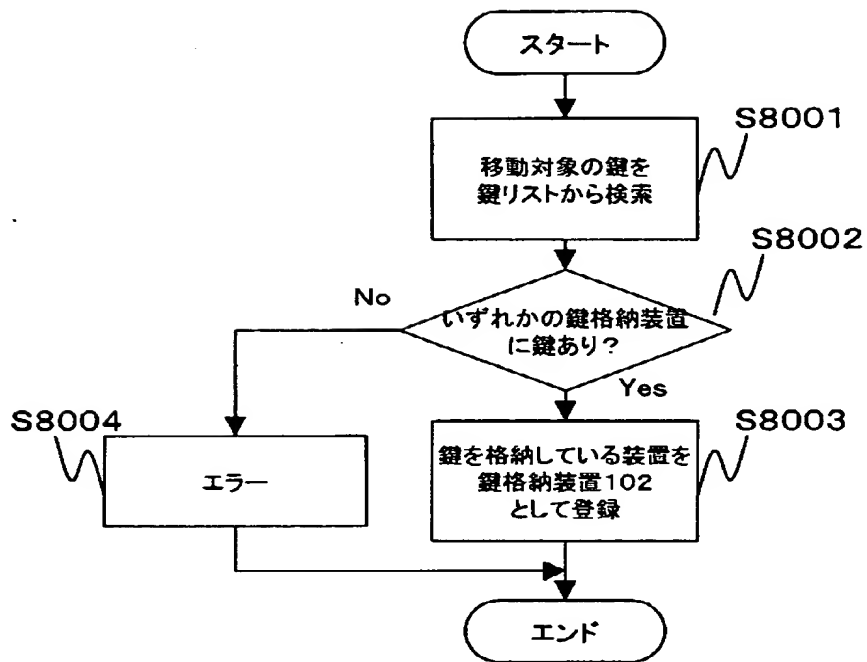 スタート
S8001
移動対象の鍵を
鍵リストから検索
S8002
No
いずれかの鍵格納装置
に鍵あり？
Yes
S8004
S8003
エラー
鍵を格納している装置を
鍵格納装置102
として登録
エンド